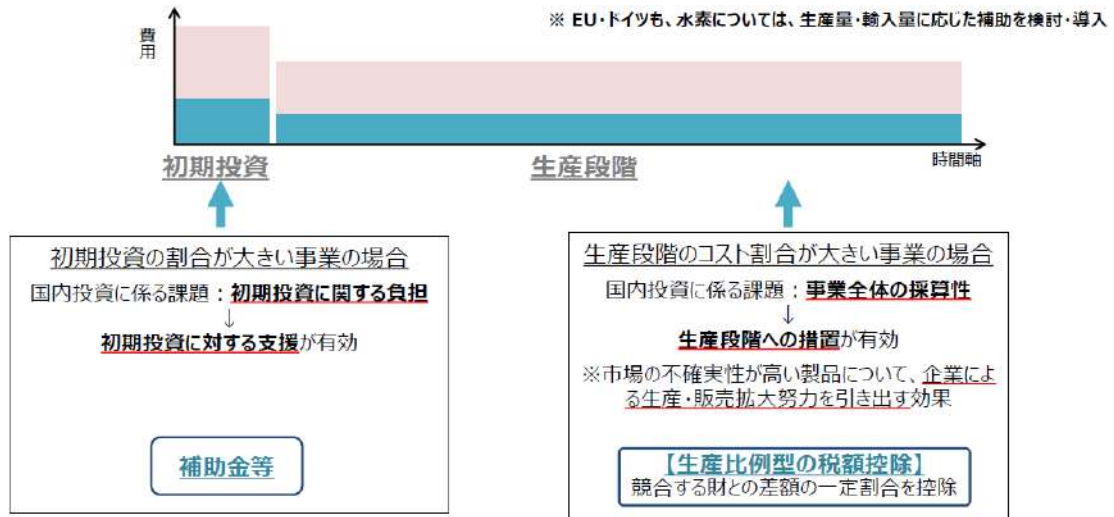 ※ EU・ドイツも、水素については、生産量・輸入量に応じた補助を検討・導入
費用
時間軸
初期投資
生産段階
初期投資の割合が大きい事業の場合
国内投資に係る課題：初期投資に関する負担
↓
初期投資に対する支援が有効
補助金等
生産段階のコスト割合が大きい事業の場合
国内投資に係る課題：事業全体の採算性
↓
生産段階への措置が有効
※市場の不確実性が高い製品について、企業によ
る生産・販売拡大努力を引き出す効果
【生産比例型の税額控除】
競合する財との差額の一定割合を控除